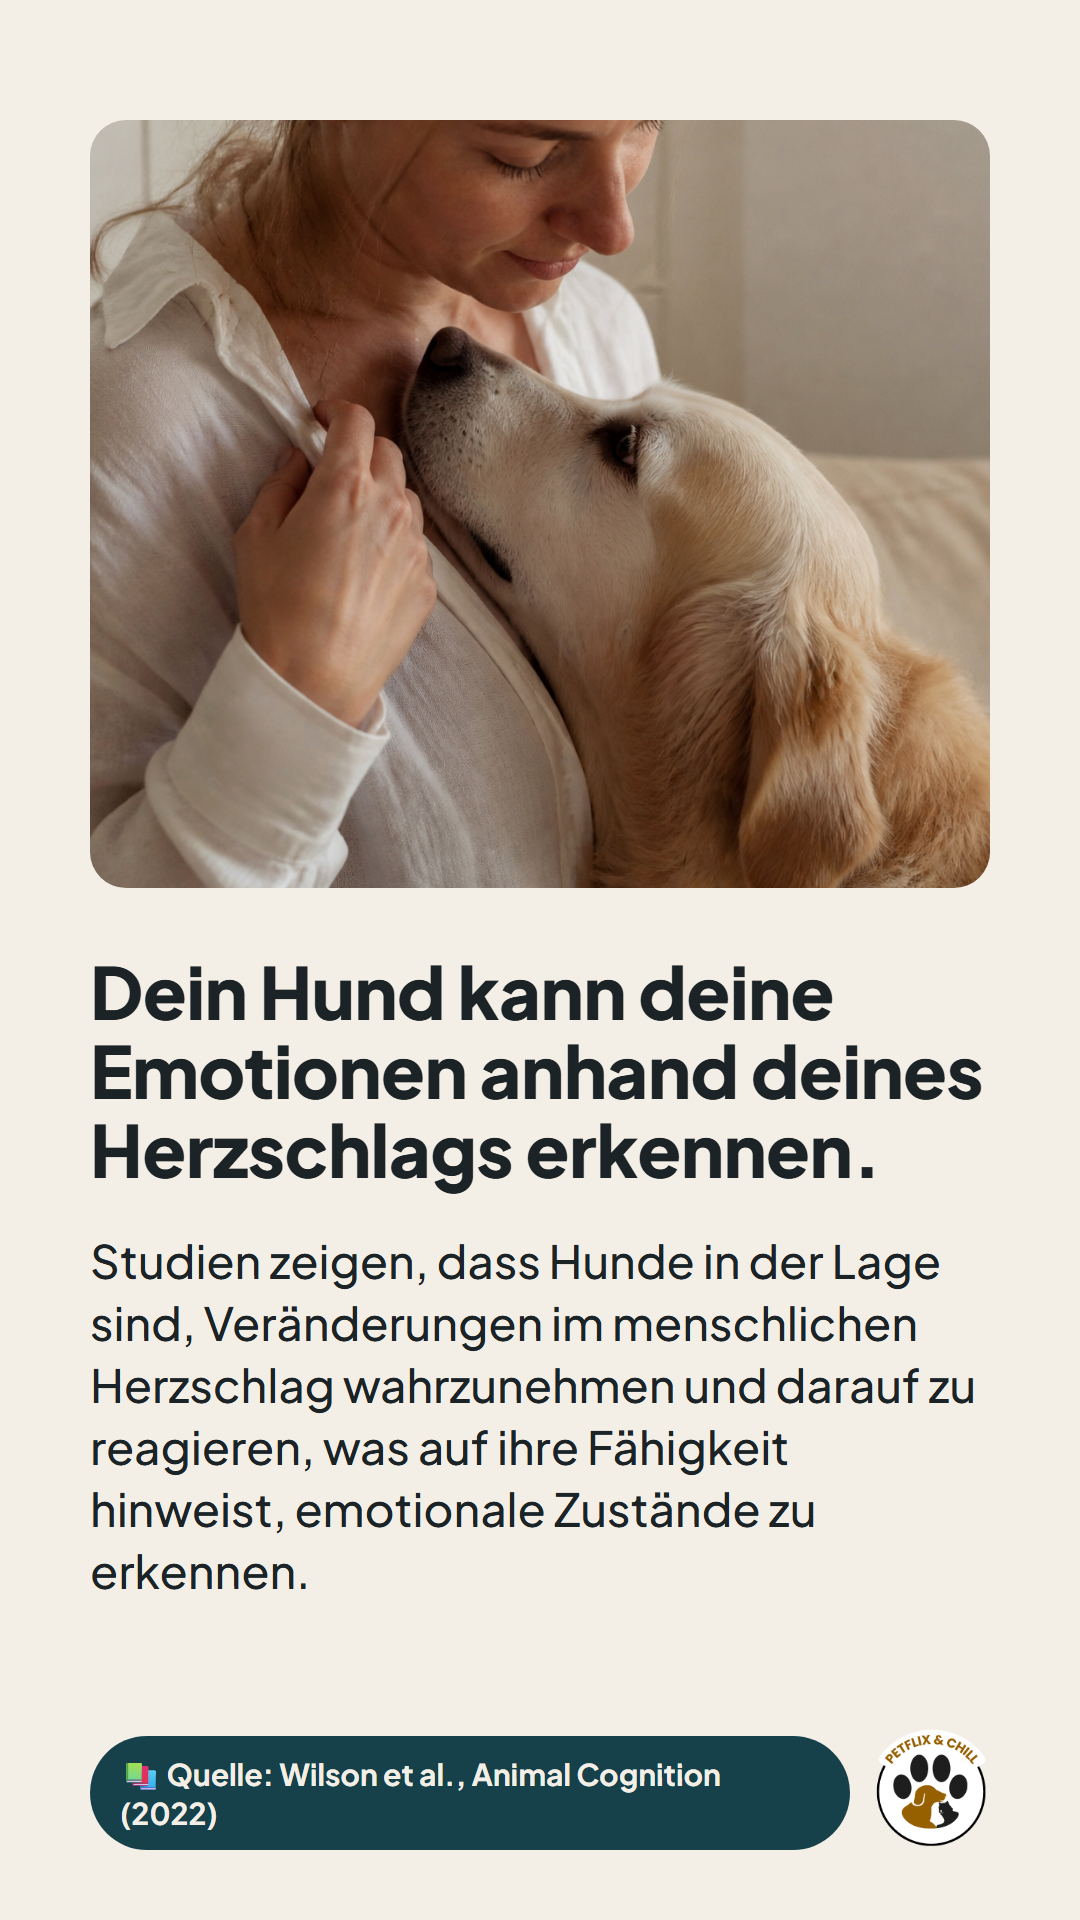 Dein Hund kann deine
Emotionen anhand deines
Herzschlags erkennen.
Studien zeigen, dass Hunde in der Lage
sind, Veränderungen im menschlichen
Herzschlag wahrzunehmen und darauf zu
reagieren, was auf ihre Fähigkeit
hinweist, emotionale Zustände zu
erkennen.
Quelle: Wilson et al., Animal Cognition
(2022)
PETFLIX & CHILL